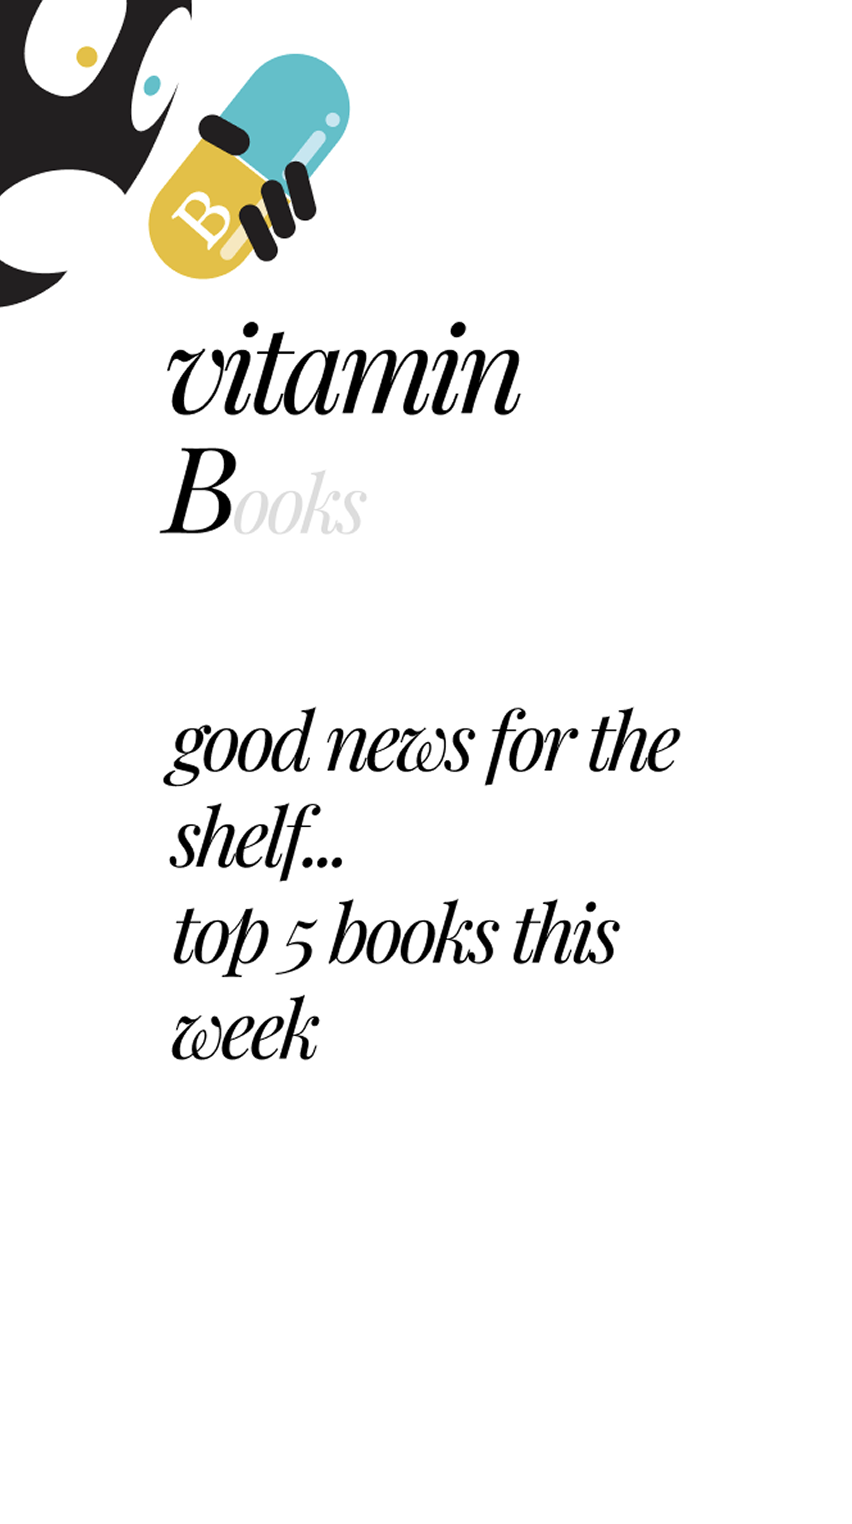 B
vitamin
Books
good news for the
shelf...
top 5 books this
week